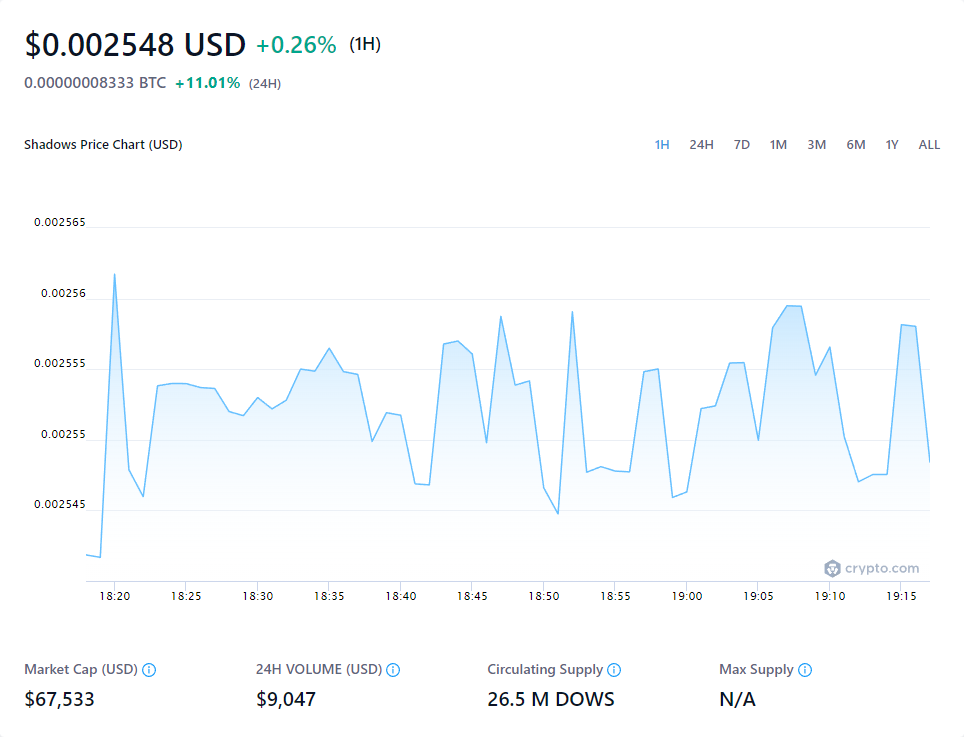 $0.002548 USD +0.26% (1H)
0.00000008333 BTC +11.01% (24H)
Shadows Price Chart (USD)
1H 24H 7D 1M 3M 6M 1Y ALL
0.002565
0.00256
0.002555
0.00255
0.002545
crypto.com
18:20 18:25 18:30 18:35 18:40 18:45 18:50 18:55 19:00 19:05 19:10 19:15
Market Cap (USD) 24H VOLUME (USD) Circulating Supply Max Supply
$67,533 $9,047 26.5 M DOWS N/A